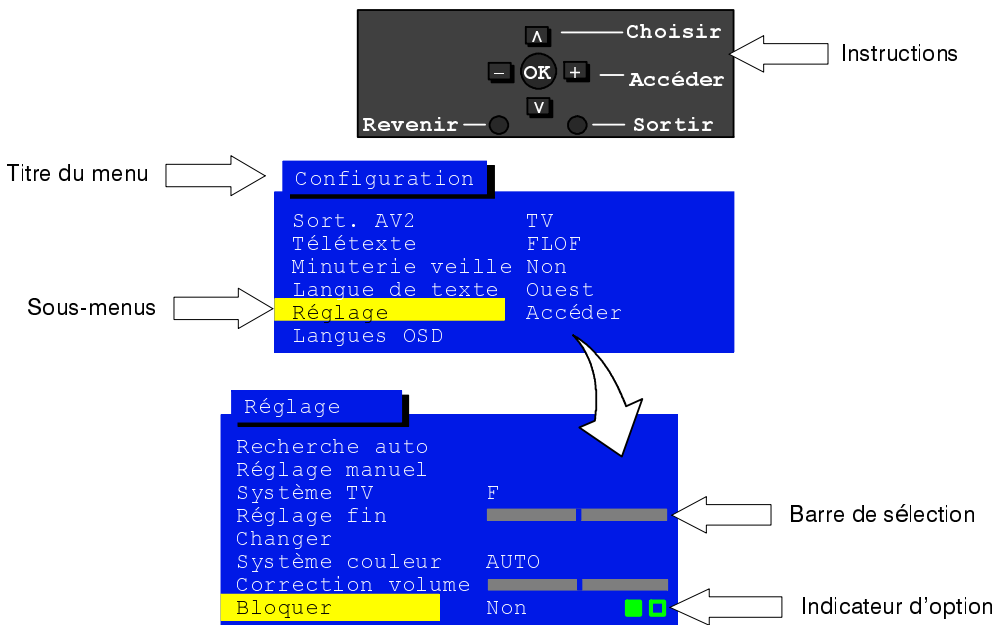 Choisir
Instructions
OK
Accéder
Revenir
Sortir
Titre du menu
Configuration
Sort. AV2 TV
Télétexte FLOF
Minuterie veille Non
Langue de texte Ouest
Sous-menus
Réglage Accéder
Langues OSD
Réglage
Recherche auto
Réglage manuel
Système TV F
Réglage fin
Barre de sélection
Changer
Système couleur AUTO
Correction volume
Bloquer Non
Indicateur d'option